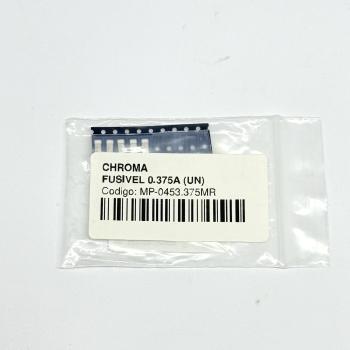 CHROMA
FUSIVEL 0.375A (UN)
Codigo: MP-0453.375MR